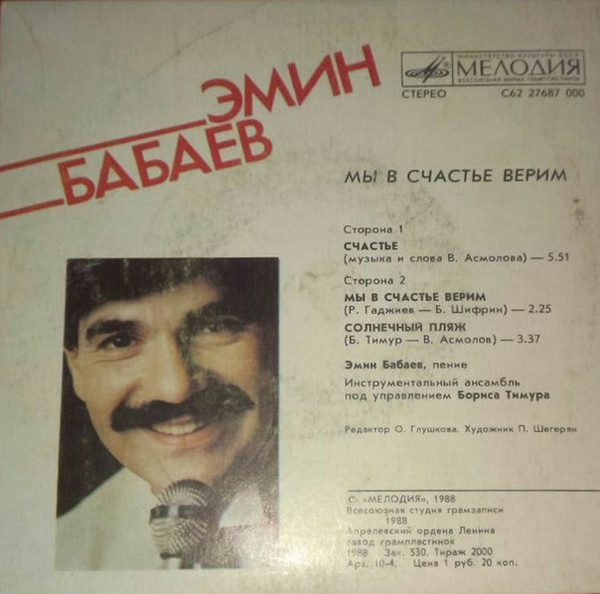 ЭМИН
БАБАЕВ
МИНИСТЕРСТВО КУЛЬТУРЫ СССР
МЕЛОДИЯ
ВСЕСОЮЗНАЯ ФИРМА ГРАМПЛАСТИНОК
СТЕРЕО С62 27687 000
МЫ В СЧАСТЬЕ ВЕРИМ
Сторона 1
СЧАСТЬЕ
(музыка и слова В. Асмолова) — 5.51
Сторона 2
МЫ В СЧАСТЬЕ ВЕРИМ
(Р. Гаджиев — Б. Шифрин) — 2.25
СОЛНЕЧНЫЙ ПЛЯЖ
(Б. Тимур — В. Асмолов) — 3.37
Эмин Бабаев, пение
Инструментальный ансамбль
под управлением Бориса Тимура
Редактор О. Глушкова. Художник П. Шегерян
℗ «МЕЛОДИЯ», 1988
Всесоюзная студия грамзаписи
1988
Апрелевский ордена Ленина
завод грампластинок
1988 Зак. 530. Тираж 2000
Арт. 10-4. Цена 1 руб. 20 коп.